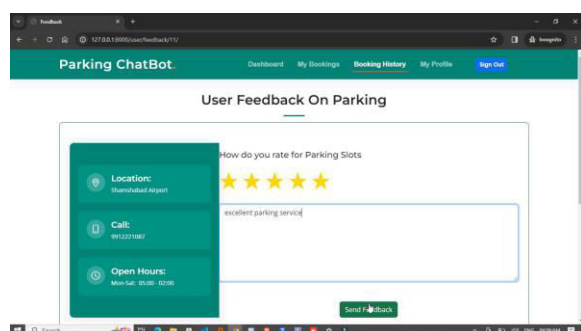 Feedback
127.0.0.1:8000/user/feedback/11/
Incognito
Parking ChatBot.
Dashboard My Bookings Booking History My Profile Sign Out
User Feedback On Parking
How do you rate for Parking Slots
Location:
Shamshabad Airport
excellent parking service
Call:
9912221087
Open Hours:
Mon-Sat: 05:00 - 02:00
Send Feedback
Search